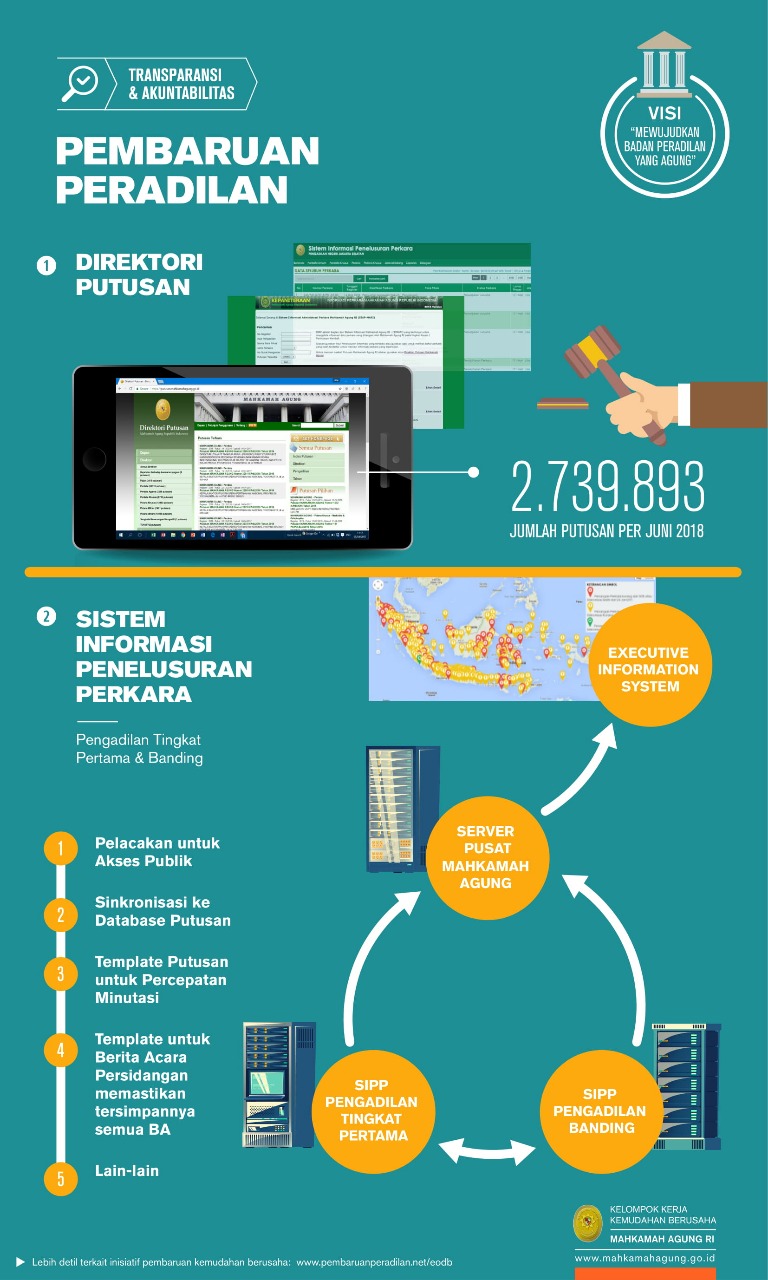 TRANSPARANSI
& AKUNTABILITAS
VISI
"MEWUJUDKAN
BADAN PERADILAN
YANG AGUNG"
PEMBARUAN
PERADILAN
1
DIREKTORI
PUTUSAN
Sistem Informasi Penelusuran Perkara
KEPANITERAAN
MAHKAMAH AGUNG
Direktori Putusan
2.739.893
JUMLAH PUTUSAN PER JUNI 2018
2
SISTEM
INFORMASI
PENELUSURAN
PERKARA
Pengadilan Tingkat
Pertama & Banding
EXECUTIVE
INFORMATION
SYSTEM
SERVER
PUSAT
MAHKAMAH
AGUNG
1
Pelacakan untuk
Akses Publik
2
Sinkronisasi ke
Database Putusan
3
Template Putusan
untuk Percepatan
Minutasi
4
Template untuk
Berita Acara
Persidangan
memastikan
tersimpannya
semua BA
5
Lain-lain
SIPP
PENGADILAN
TINGKAT
PERTAMA
SIPP
PENGADILAN
BANDING
KELOMPOK KERJA
KEMUDAHAN BERUSAHA
MAHKAMAH AGUNG RI
www.mahkamahagung.go.id
Lebih detil terkait inisiatif pembaruan kemudahan berusaha: www.pembaruanperadilan.net/eodb